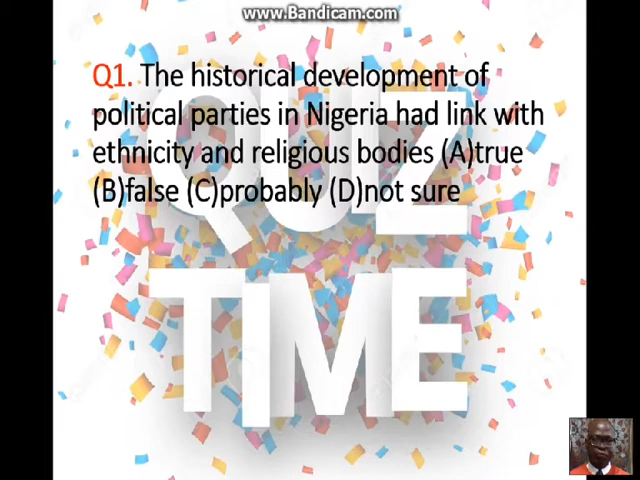 www.Bandicam.com
Q1. The historical development of
political parties in Nigeria had link with
ethnicity and religious bodies (A)true
(B)false (C)probably (D)not sure
QUIZ
TIME